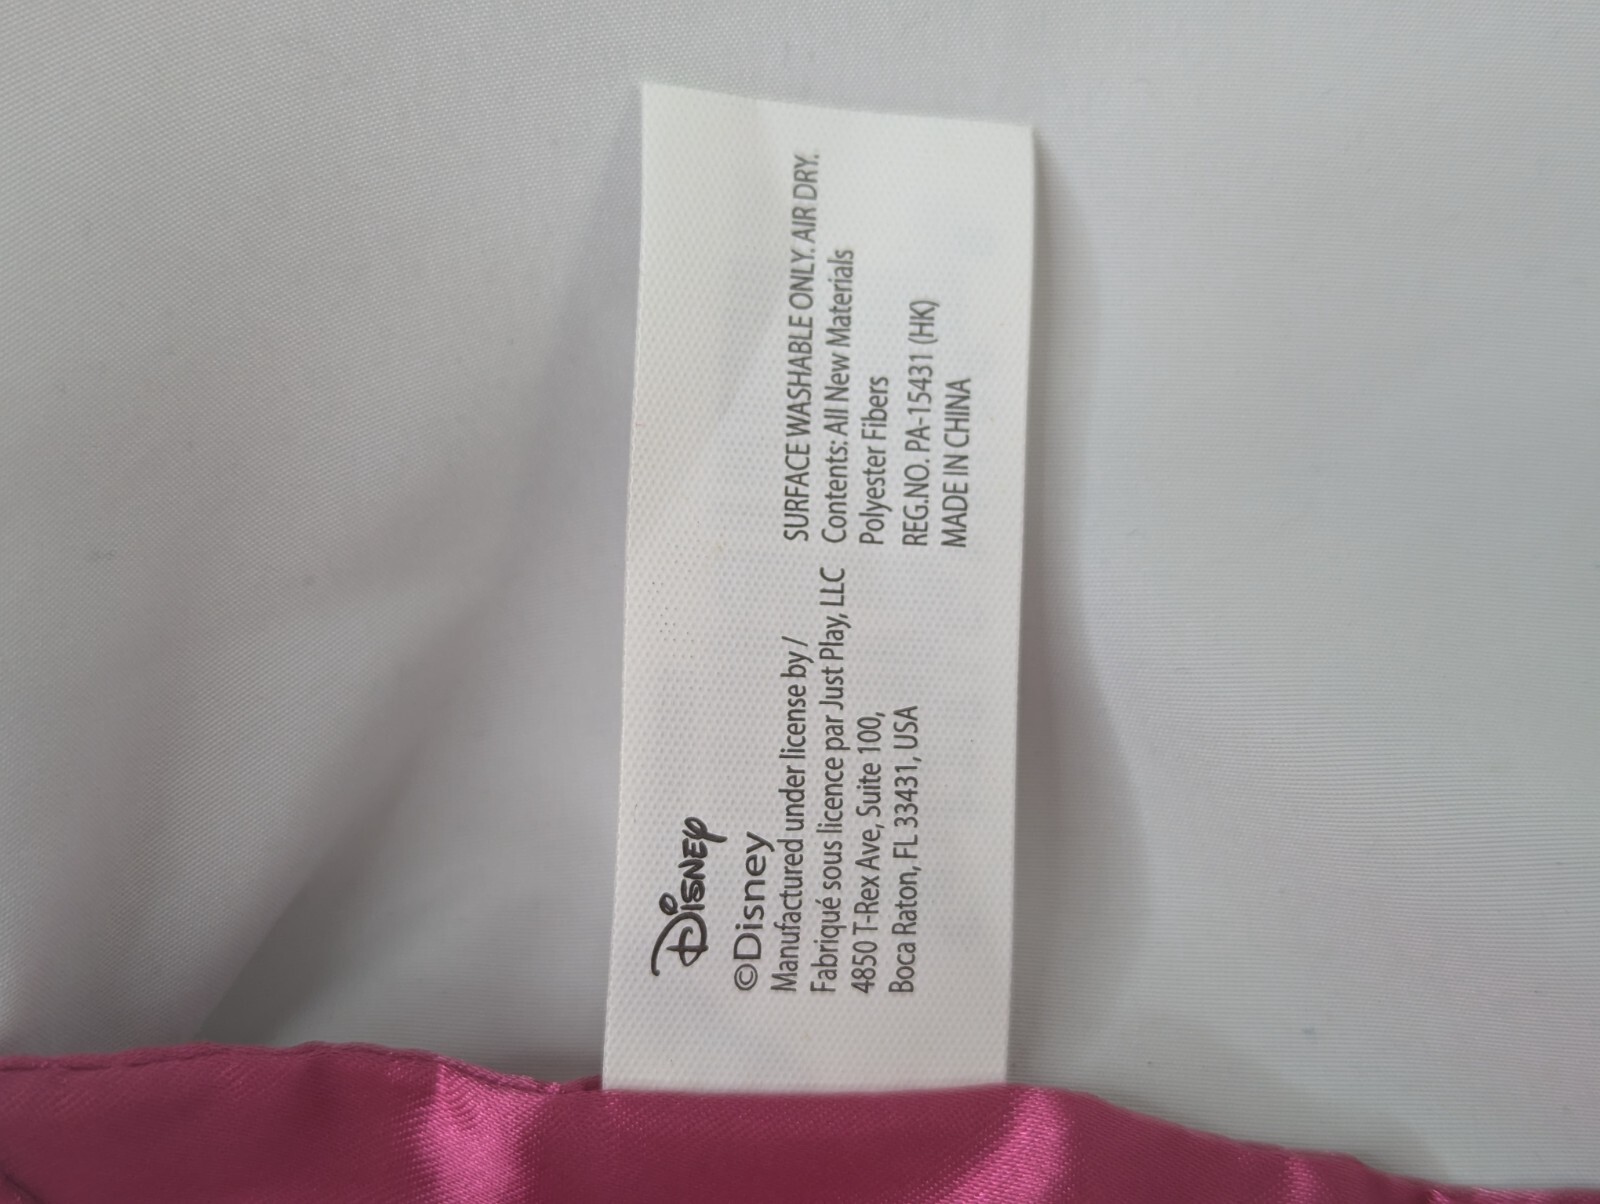 Disney
©Disney
Manufactured under license by /
Fabriqué sous licence par Just Play, LLC
4850 T-Rex Ave, Suite 100,
Boca Raton, FL 33431, USA
SURFACE WASHABLE ONLY. AIR DRY.
Contents: All New Materials
Polyester Fibers
REG.NO. PA-15431 (HK)
MADE IN CHINA